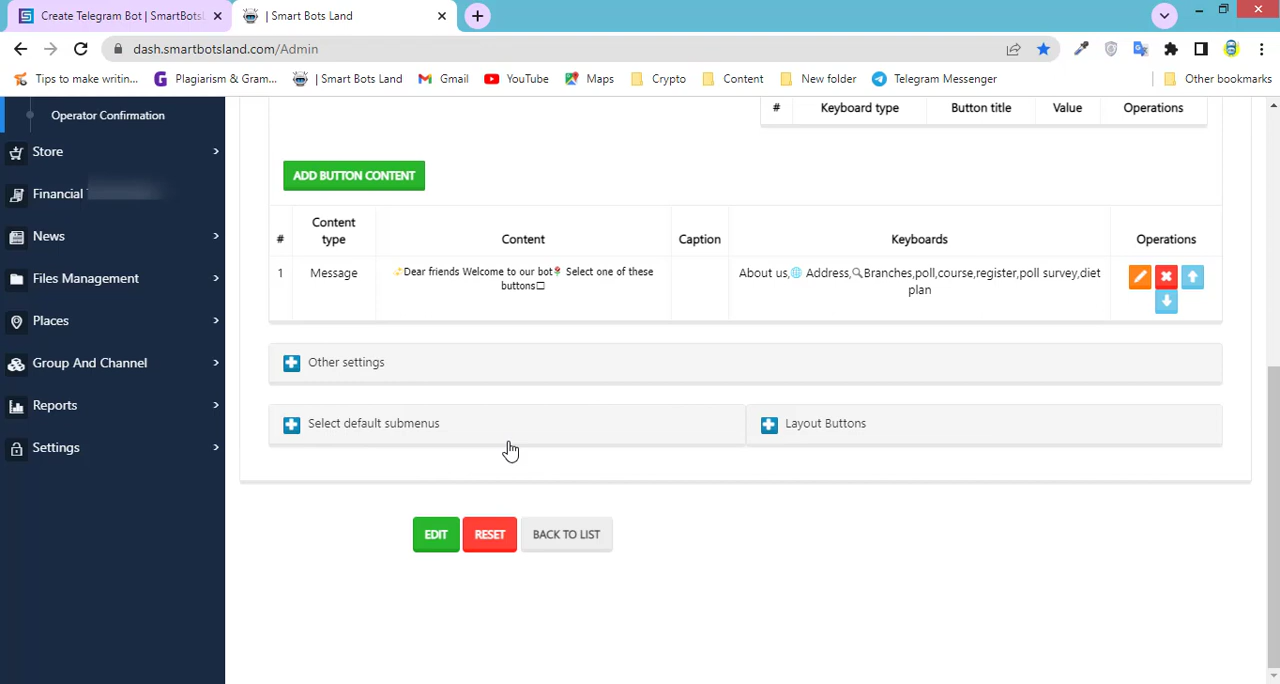 Create Telegram Bot | SmartBotsL
| Smart Bots Land
dash.smartbotsland.com/Admin
Tips to make writin...
Plagiarism & Gram...
| Smart Bots Land
Gmail
YouTube
Maps
Crypto
Content
New folder
Telegram Messenger
Other bookmarks
Operator Confirmation
Store
Financial
News
Files Management
Places
Group And Channel
Reports
Settings
# Keyboard type Button title Value Operations
ADD BUTTON CONTENT
# Content type Content Caption Keyboards Operations
1 Message
✨Dear friends Welcome to our bot🌹 Select one of these
buttons□
About us,🌐 Address,🔍Branches,poll,course,register,poll survey,diet
plan
Other settings
Select default submenus
Layout Buttons
EDIT RESET BACK TO LIST